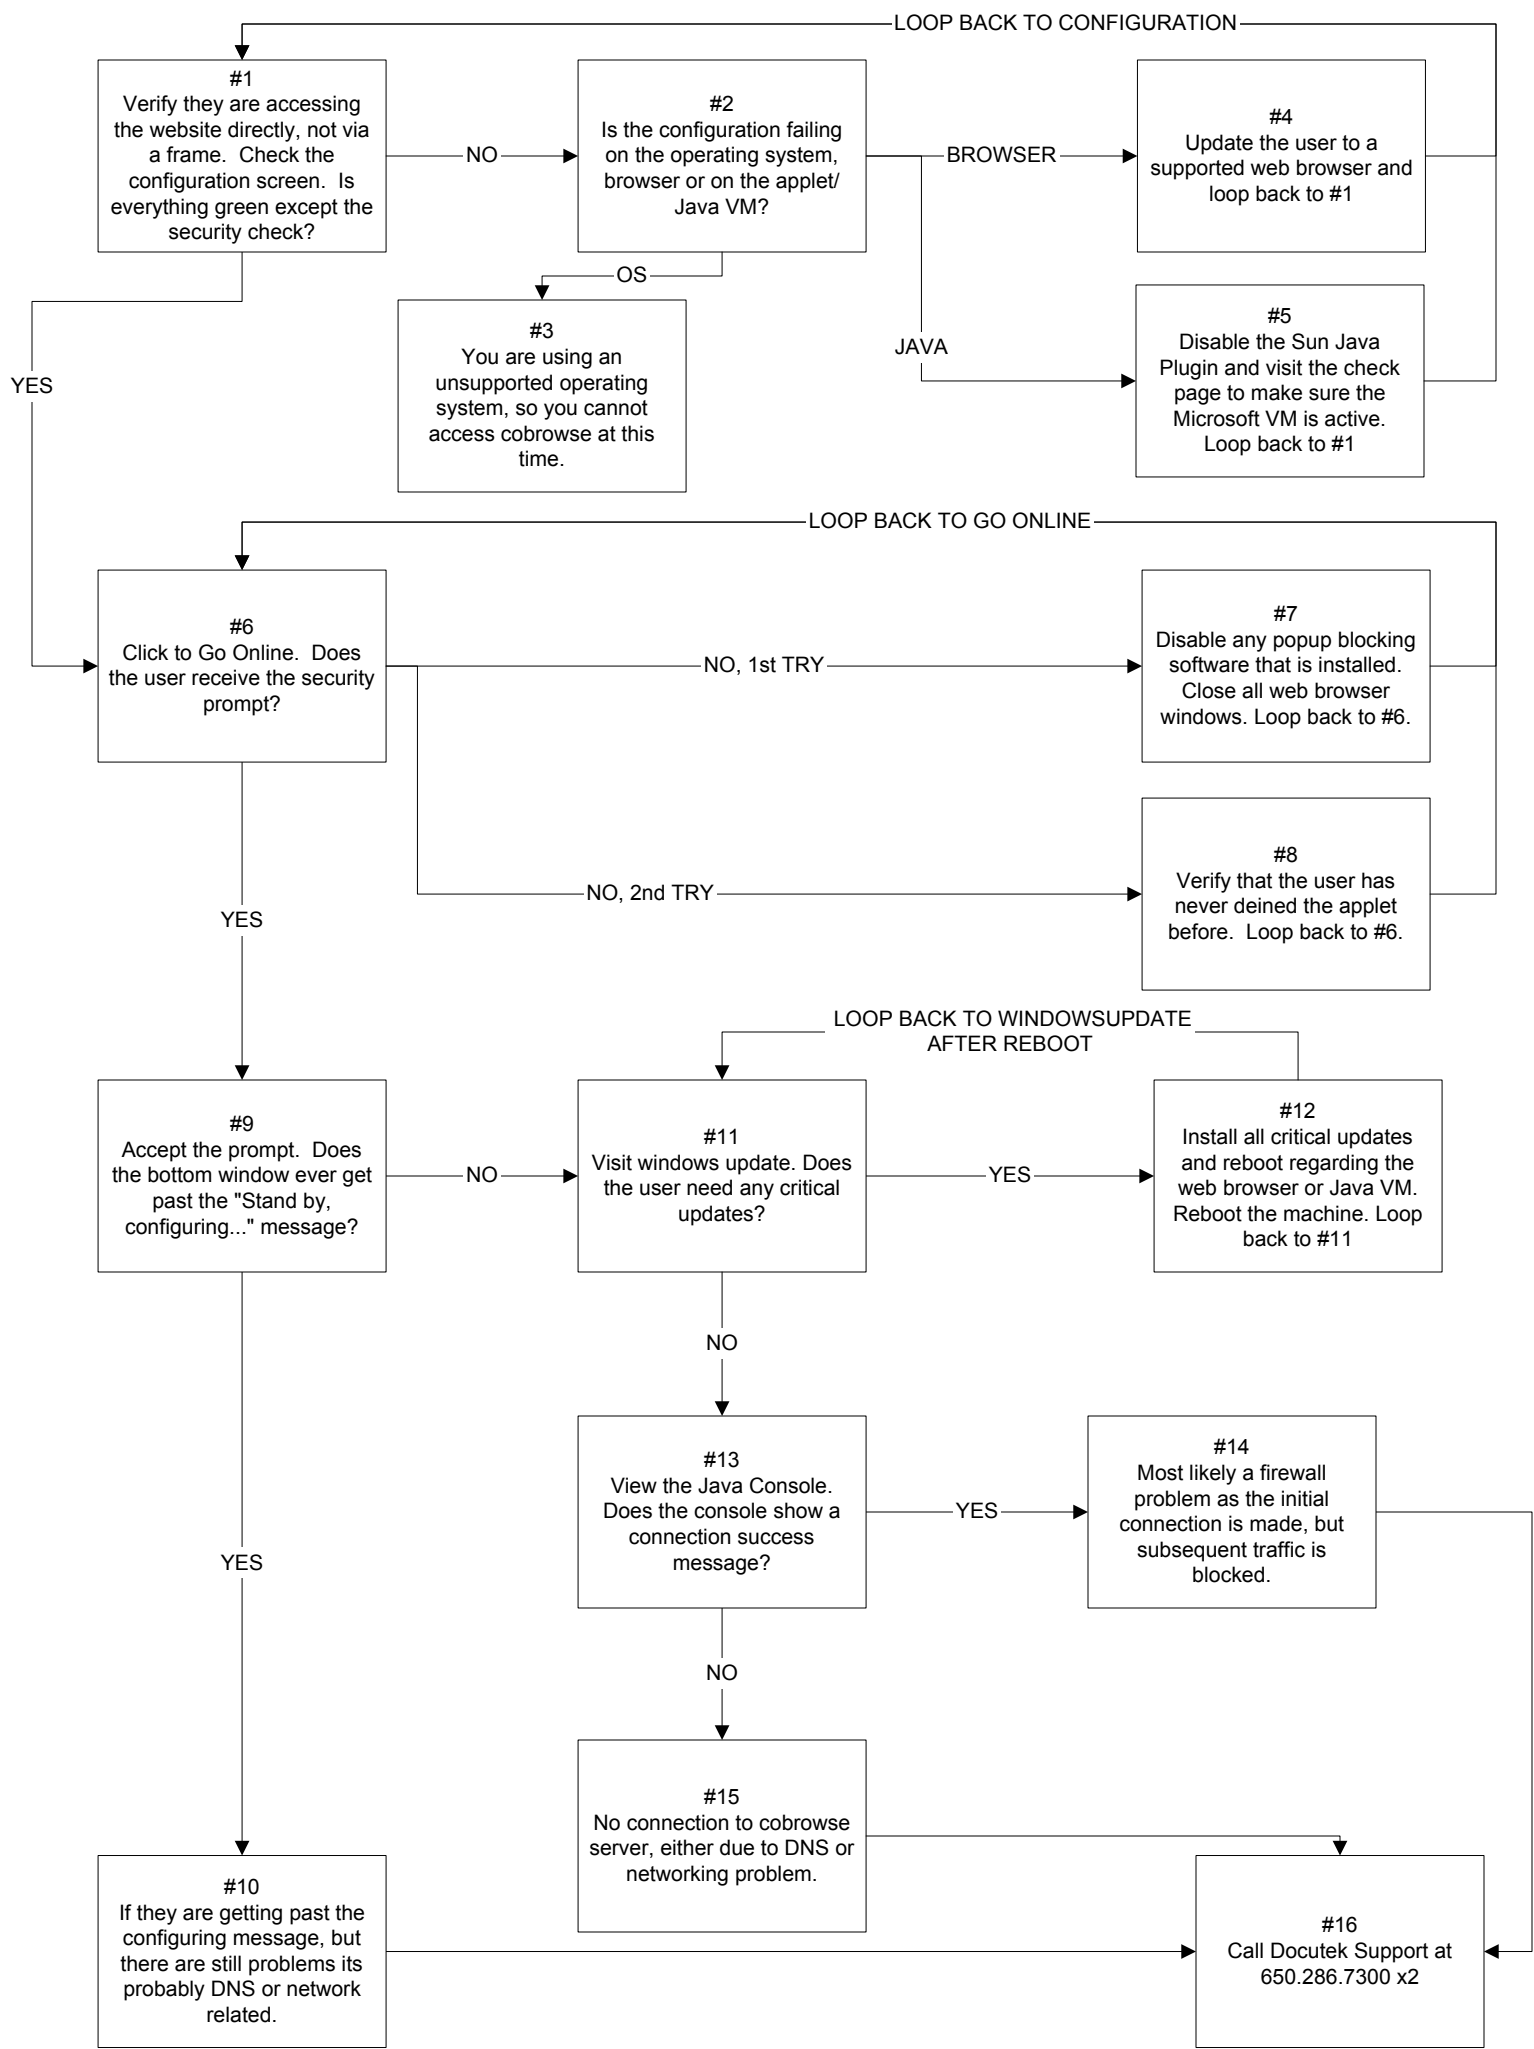 LOOP BACK TO CONFIGURATION
#1
Verify they are accessing
the website directly, not via
a frame.  Check the
configuration screen.  Is
everything green except the
security check?
NO
#2
Is the configuration failing
on the operating system,
browser or on the applet/
Java VM?
BROWSER
#4
Update the user to a
supported web browser and
loop back to #1
OS
#3
You are using an
unsupported operating
system, so you cannot
access cobrowse at this
time.
JAVA
#5
Disable the Sun Java
Plugin and visit the check
page to make sure the
Microsoft VM is active.
Loop back to #1
YES
LOOP BACK TO GO ONLINE
#6
Click to Go Online.  Does
the user receive the security
prompt?
NO, 1st TRY
#7
Disable any popup blocking
software that is installed.
Close all web browser
windows. Loop back to #6.
NO, 2nd TRY
#8
Verify that the user has
never deined the applet
before.  Loop back to #6.
YES
LOOP BACK TO WINDOWSUPDATE
AFTER REBOOT
#9
Accept the prompt.  Does
the bottom window ever get
past the "Stand by,
configuring..." message?
NO
#11
Visit windows update. Does
the user need any critical
updates?
YES
#12
Install all critical updates
and reboot regarding the
web browser or Java VM.
Reboot the machine. Loop
back to #11
NO
#13
View the Java Console.
Does the console show a
connection success
message?
YES
#14
Most likely a firewall
problem as the initial
connection is made, but
subsequent traffic is
blocked.
YES
NO
#15
No connection to cobrowse
server, either due to DNS or
networking problem.
#10
If they are getting past the
configuring message, but
there are still problems its
probably DNS or network
related.
#16
Call Docutek Support at
650.286.7300 x2